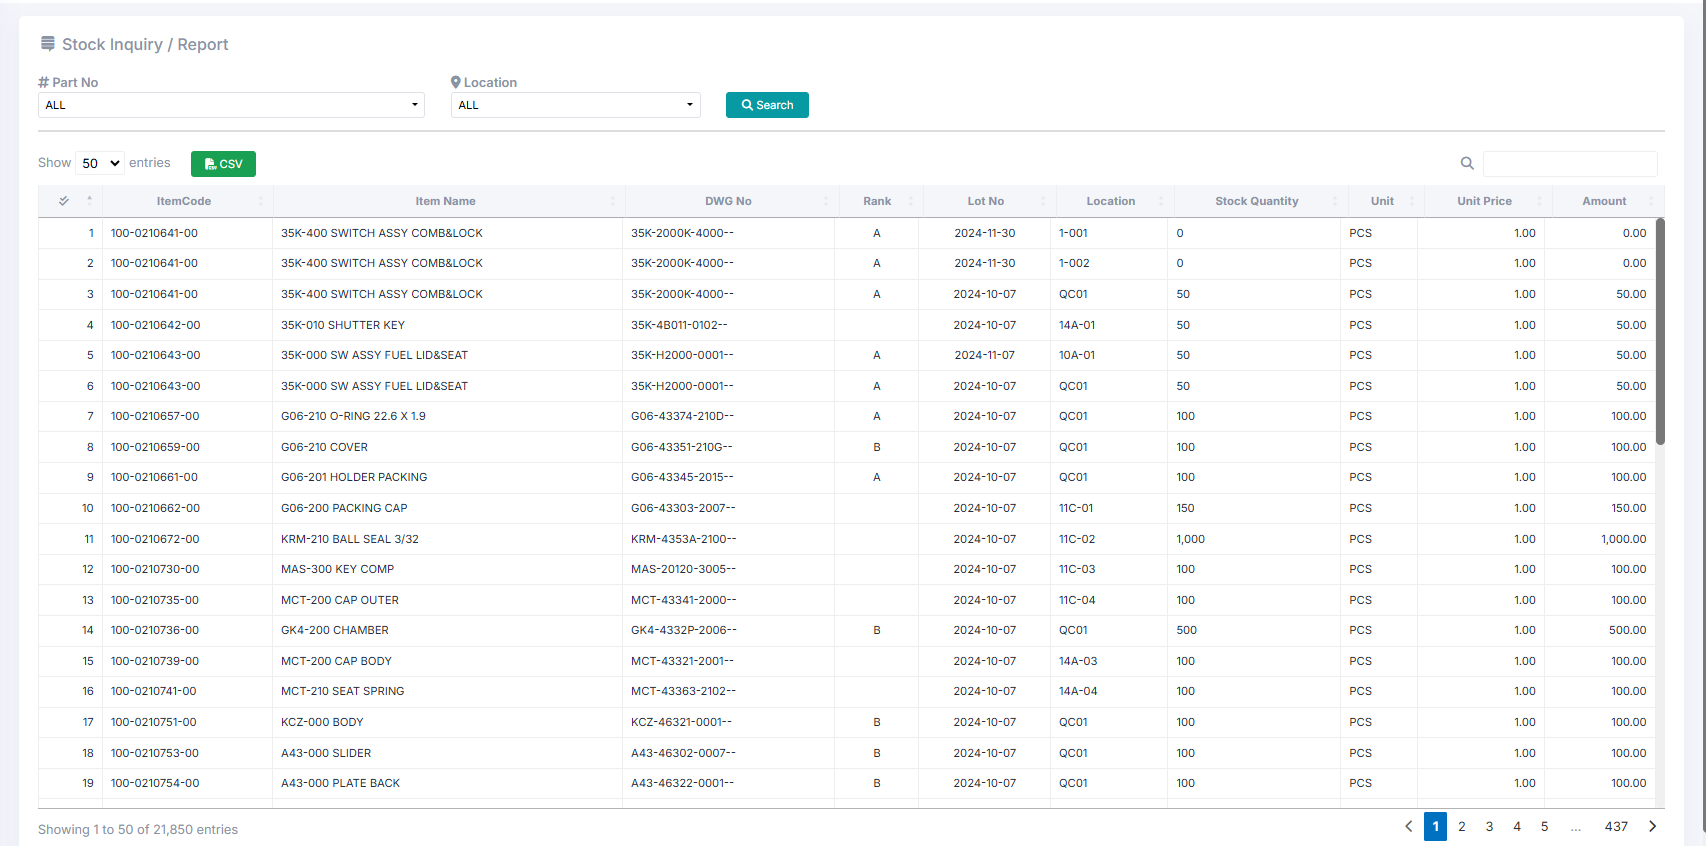 Stock Inquiry / Report
Part No
Location
ALL
ALL
Search
Show 50 entries
CSV
ItemCode Item Name DWG No Rank Lot No Location Stock Quantity Unit Unit Price Amount
1 100-0210641-00 35K-400 SWITCH ASSY COMB&LOCK 35K-2000K-4000-- A 2024-11-30 1-001 0 PCS 1.00 0.00
2 100-0210641-00 35K-400 SWITCH ASSY COMB&LOCK 35K-2000K-4000-- A 2024-11-30 1-002 0 PCS 1.00 0.00
3 100-0210641-00 35K-400 SWITCH ASSY COMB&LOCK 35K-2000K-4000-- A 2024-10-07 QC01 50 PCS 1.00 50.00
4 100-0210642-00 35K-010 SHUTTER KEY 35K-4B011-0102-- 2024-10-07 14A-01 50 PCS 1.00 50.00
5 100-0210643-00 35K-000 SW ASSY FUEL LID&SEAT 35K-H2000-0001-- A 2024-11-07 10A-01 50 PCS 1.00 50.00
6 100-0210643-00 35K-000 SW ASSY FUEL LID&SEAT 35K-H2000-0001-- A 2024-10-07 QC01 50 PCS 1.00 50.00
7 100-0210657-00 G06-210 O-RING 22.6 X 1.9 G06-43374-210D-- A 2024-10-07 QC01 100 PCS 1.00 100.00
8 100-0210659-00 G06-210 COVER G06-43351-210G-- B 2024-10-07 QC01 100 PCS 1.00 100.00
9 100-0210661-00 G06-201 HOLDER PACKING G06-43345-2015-- A 2024-10-07 QC01 100 PCS 1.00 100.00
10 100-0210662-00 G06-200 PACKING CAP G06-43303-2007-- 2024-10-07 11C-01 150 PCS 1.00 150.00
11 100-0210672-00 KRM-210 BALL SEAL 3/32 KRM-4353A-2100-- 2024-10-07 11C-02 1,000 PCS 1.00 1,000.00
12 100-0210730-00 MAS-300 KEY COMP MAS-20120-3005-- 2024-10-07 11C-03 100 PCS 1.00 100.00
13 100-0210735-00 MCT-200 CAP OUTER MCT-43341-2000-- 2024-10-07 11C-04 100 PCS 1.00 100.00
14 100-0210736-00 GK4-200 CHAMBER GK4-4332P-2006-- B 2024-10-07 QC01 500 PCS 1.00 500.00
15 100-0210739-00 MCT-200 CAP BODY MCT-43321-2001-- 2024-10-07 14A-03 100 PCS 1.00 100.00
16 100-0210741-00 MCT-210 SEAT SPRING MCT-43363-2102-- 2024-10-07 14A-04 100 PCS 1.00 100.00
17 100-0210751-00 KCZ-000 BODY KCZ-46321-0001-- B 2024-10-07 QC01 100 PCS 1.00 100.00
18 100-0210753-00 A43-000 SLIDER A43-46302-0007-- B 2024-10-07 QC01 100 PCS 1.00 100.00
19 100-0210754-00 A43-000 PLATE BACK A43-46322-0001-- B 2024-10-07 QC01 100 PCS 1.00 100.00
Showing 1 to 50 of 21,850 entries
1 2 3 4 5 ... 437